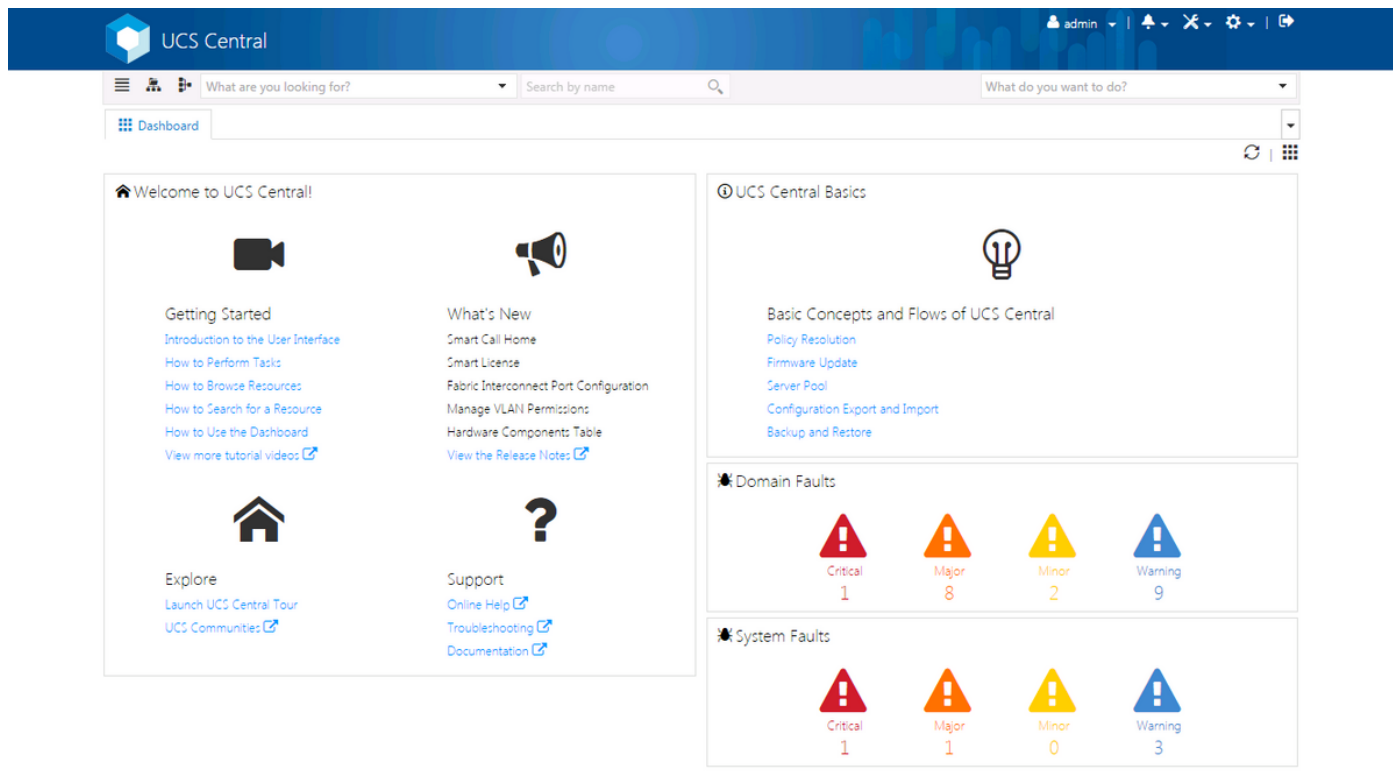 UCS Central
admin
What are you looking for?
Search by name
What do you want to do?
Dashboard
Welcome to UCS Central!
Getting Started
Introduction to the User Interface
How to Perform Tasks
How to Browse Resources
How to Search for a Resource
How to Use the Dashboard
View more tutorial videos
What's New
Smart Call Home
Smart License
Fabric Interconnect Port Configuration
Manage VLAN Permissions
Hardware Components Table
View the Release Notes
Explore
Launch UCS Central Tour
UCS Communities
Support
Online Help
Troubleshooting
Documentation
UCS Central Basics
Basic Concepts and Flows of UCS Central
Policy Resolution
Firmware Update
Server Pool
Configuration Export and Import
Backup and Restore
Domain Faults
Critical Major Minor Warning
1 8 2 9
System Faults
Critical Major Minor Warning
1 1 0 3